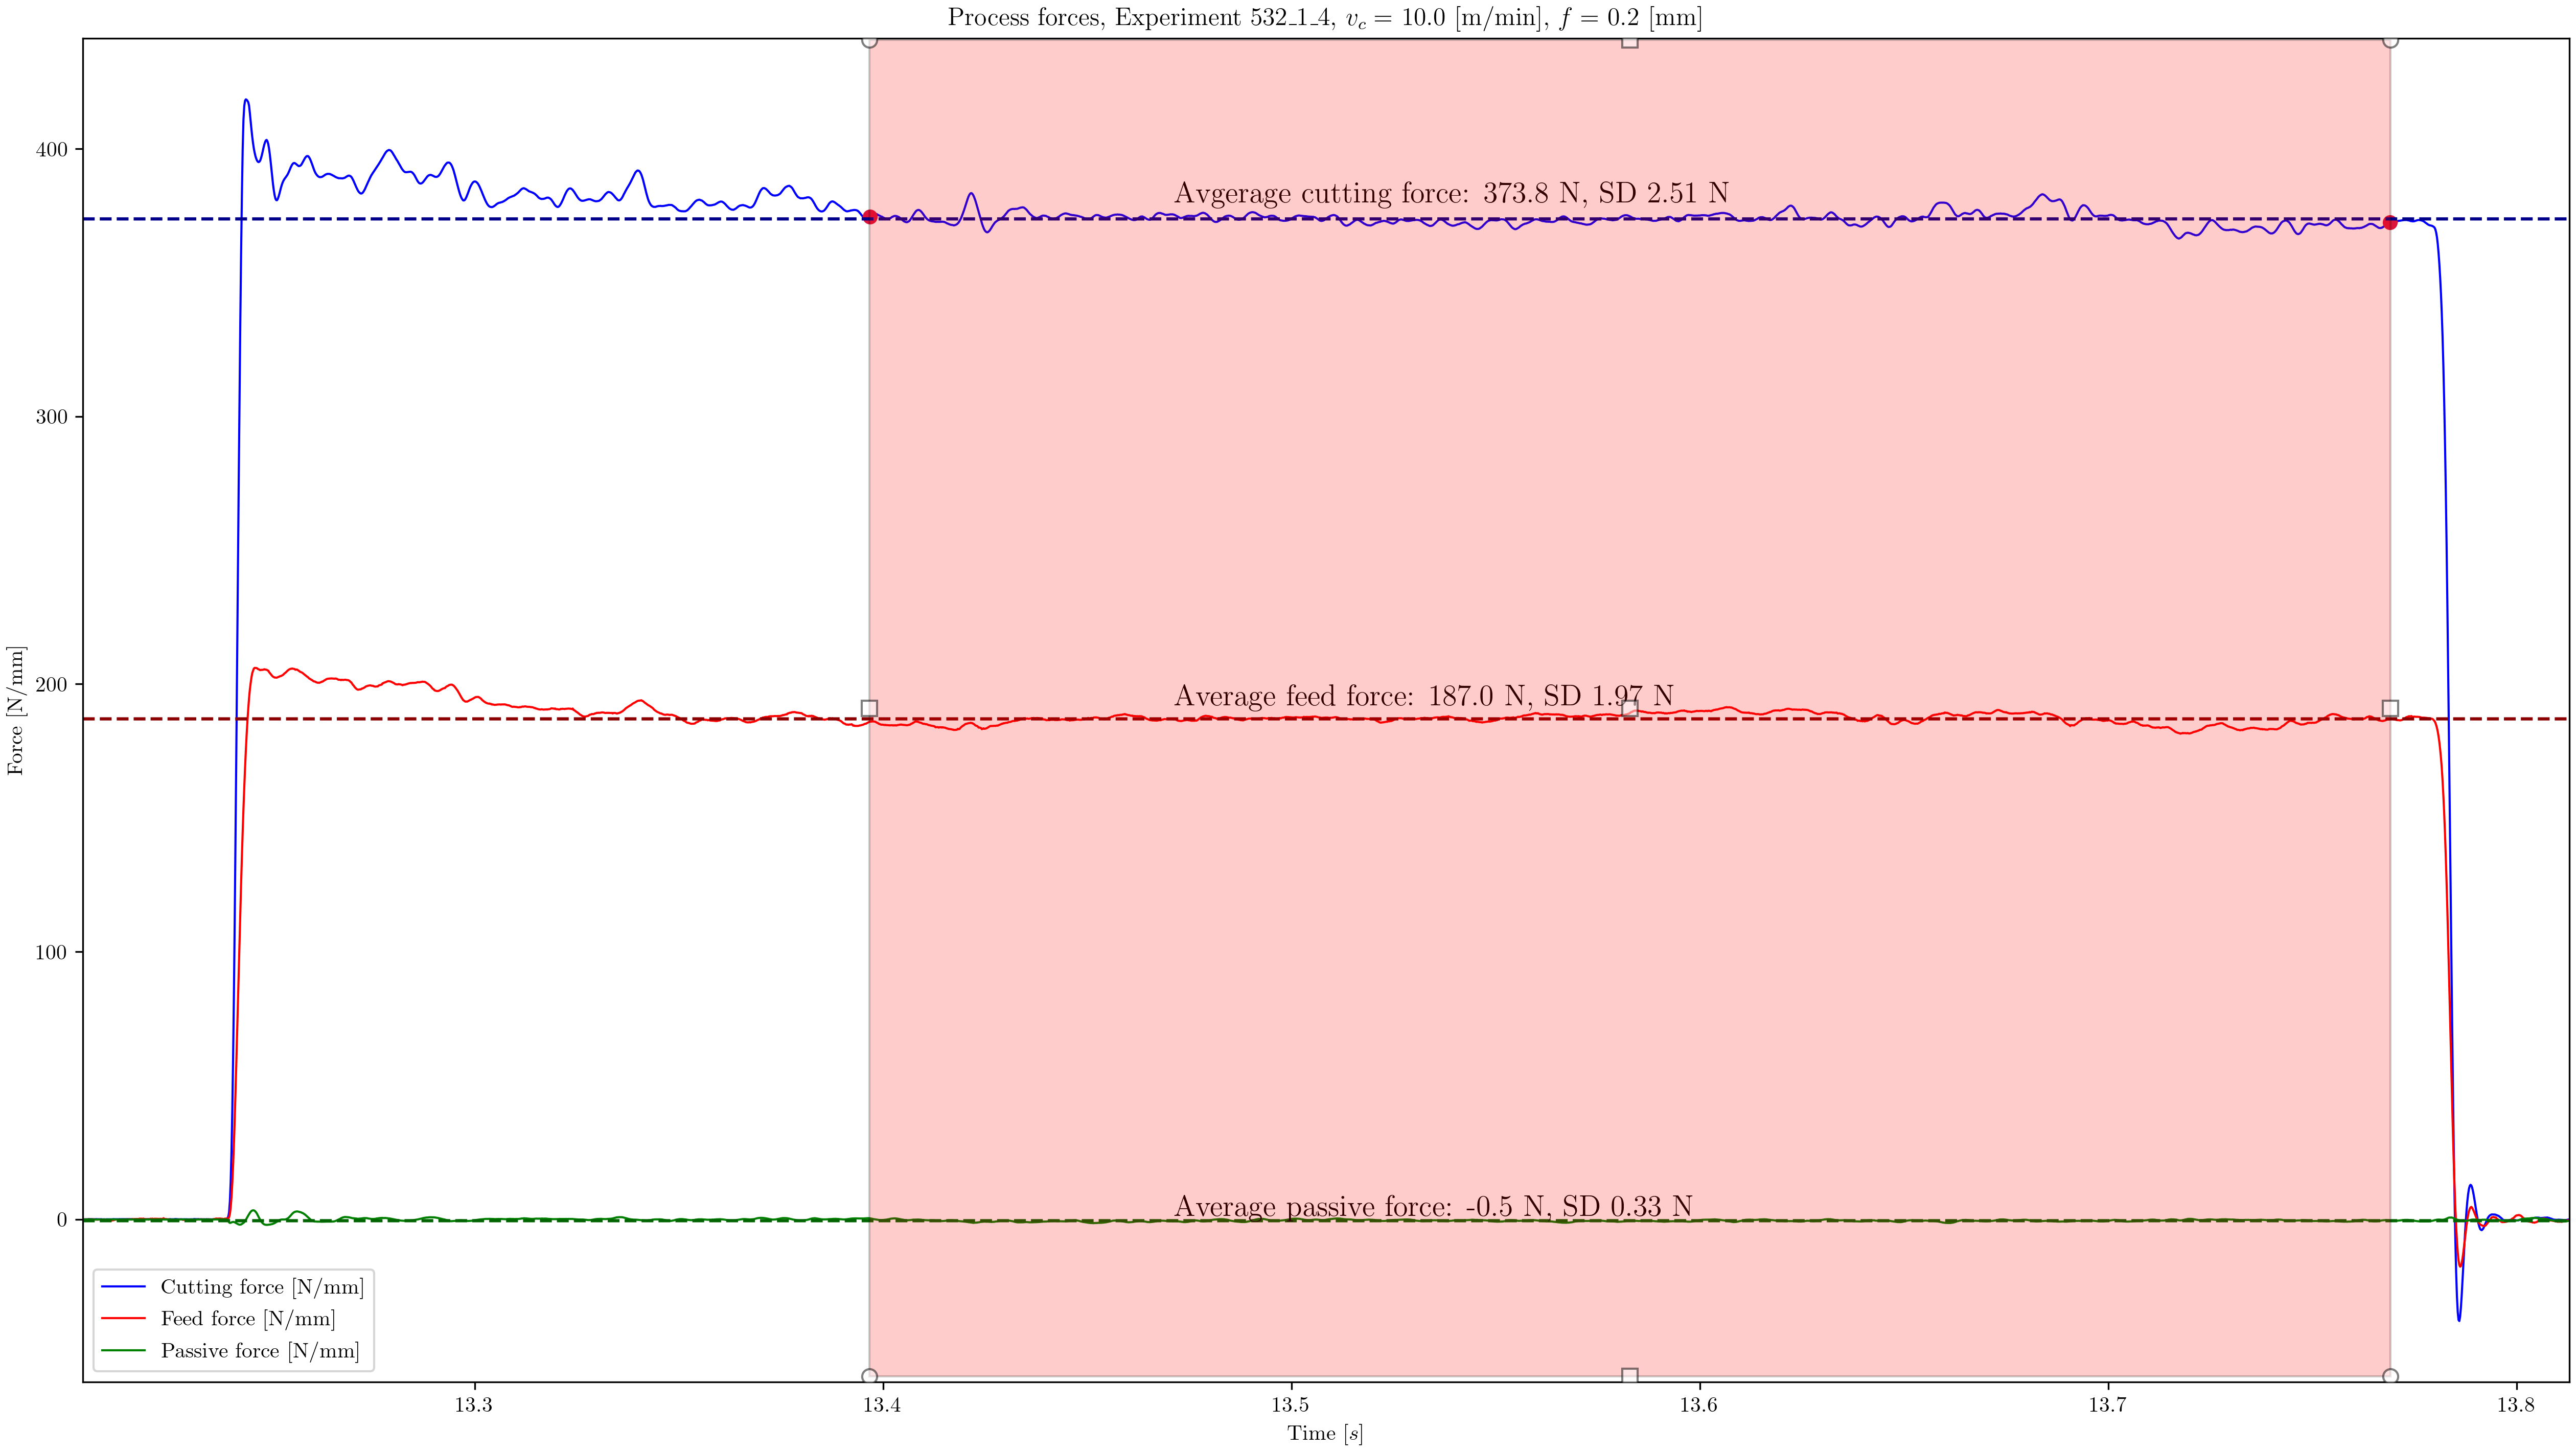 Process forces, Experiment 532_1_4, v_c = 10.0 [m/min], f = 0.2 [mm]
400
300
200
100
0
Force [N/mm]
Avgerage cutting force: 373.8 N, SD 2.51 N
Average feed force: 187.0 N, SD 1.97 N
Average passive force: -0.5 N, SD 0.33 N
Cutting force [N/mm]
Feed force [N/mm]
Passive force [N/mm]
13.3 13.4 13.5 13.6 13.7 13.8
Time [s]